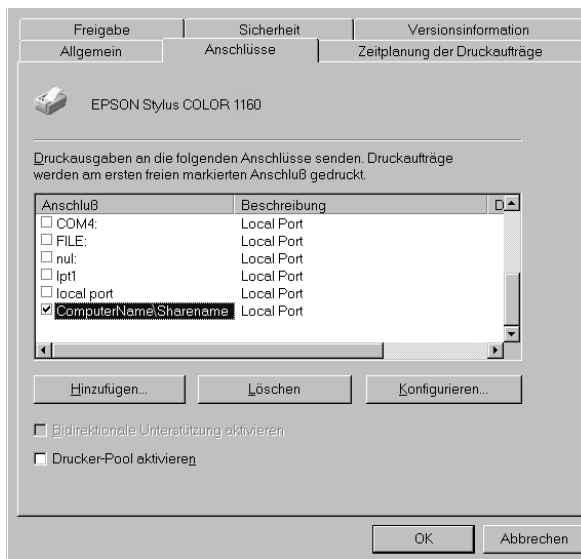 Freigabe Sicherheit Versionsinformation
Allgemein Anschlüsse Zeitplanung der Druckaufträge
EPSON Stylus COLOR 1160
Druckausgaben an die folgenden Anschlüsse senden. Druckaufträge
werden am ersten freien markierten Anschluß gedruckt.
Anschluß Beschreibung D
COM4: Local Port
FILE: Local Port
nul: Local Port
lpt1 Local Port
local port Local Port
ComputerName\Sharename Local Port
Hinzufügen... Löschen Konfigurieren...
Bidirektionale Unterstützung aktivieren
Drucker-Pool aktivieren
OK Abbrechen